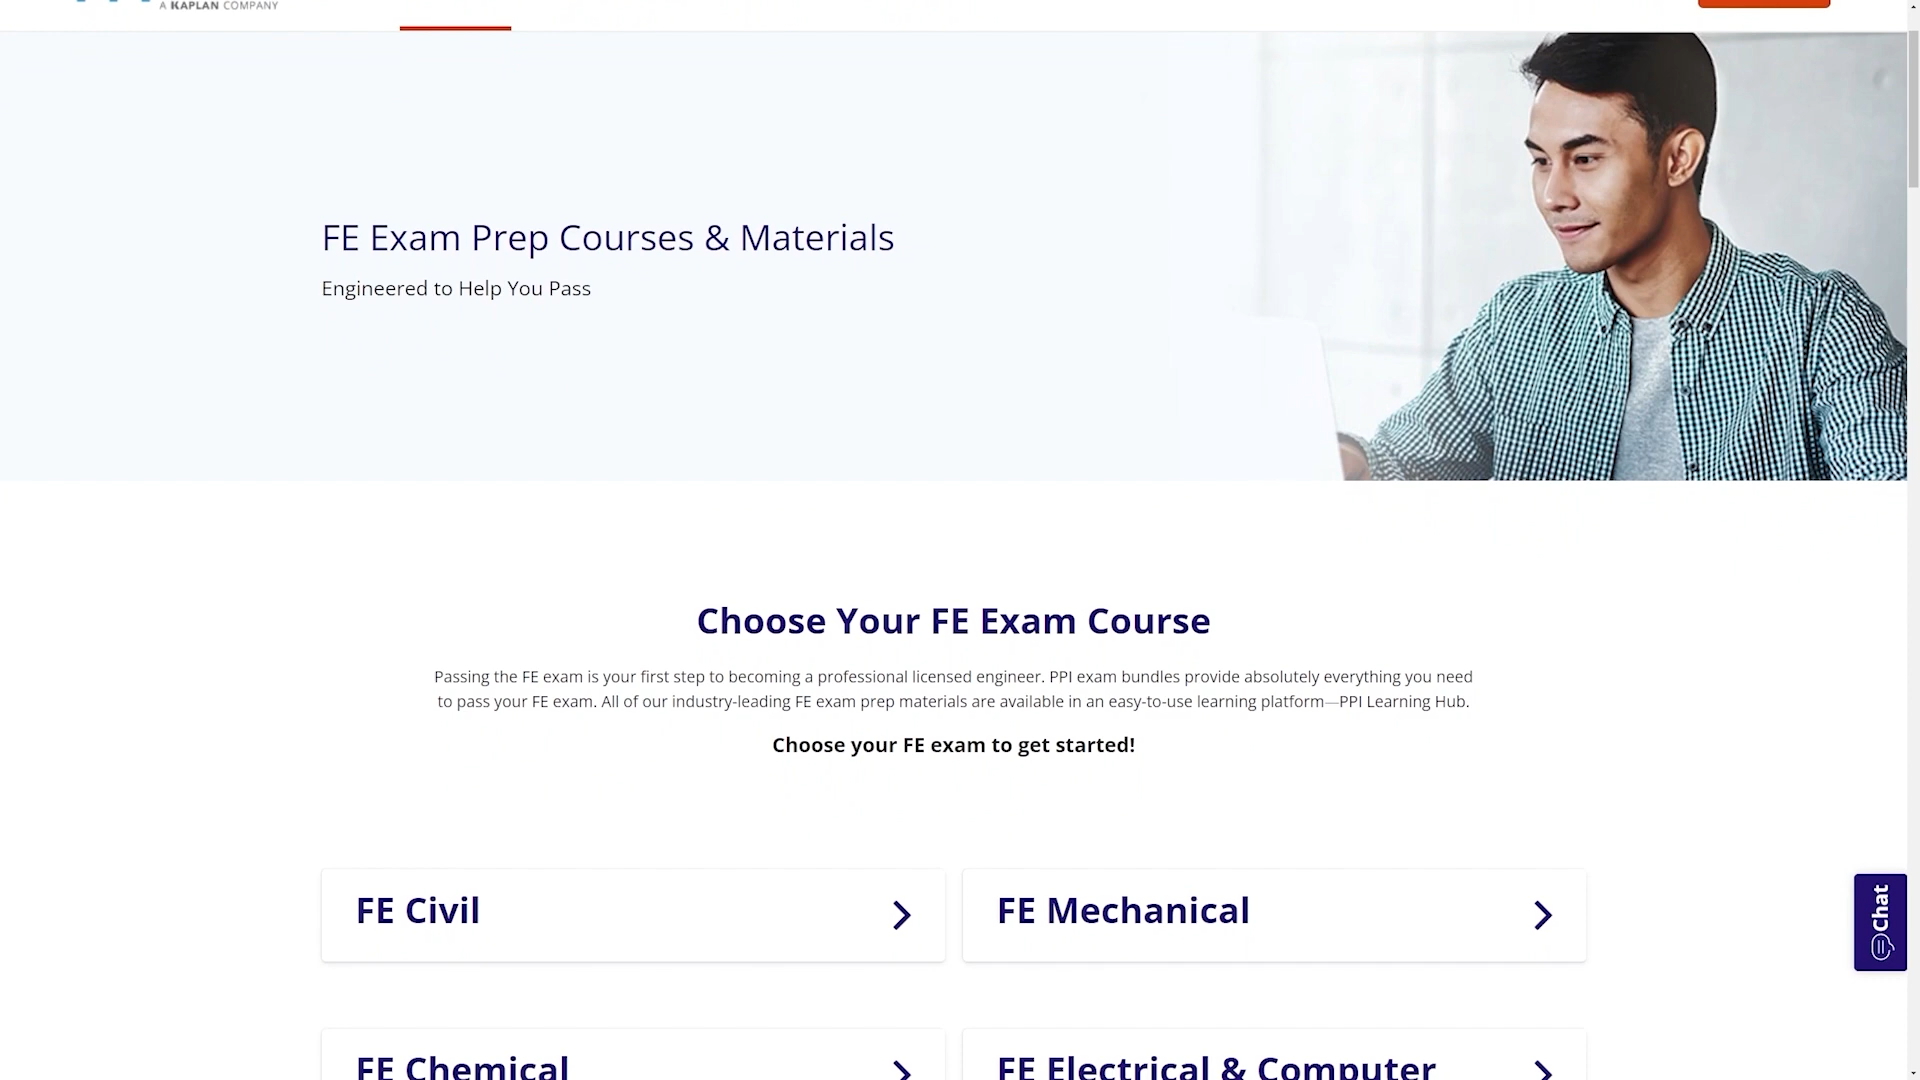 A KAPLAN COMPANY
FE Exam Prep Courses & Materials
Engineered to Help You Pass
Choose Your FE Exam Course
Passing the FE exam is your first step to becoming a professional licensed engineer. PPI exam bundles provide absolutely everything you need
to pass your FE exam. All of our industry-leading FE exam prep materials are available in an easy-to-use learning platform—PPI Learning Hub.
Choose your FE exam to get started!
FE Civil
FE Mechanical
Chat
FE Chemical
FE Electrical & Computer